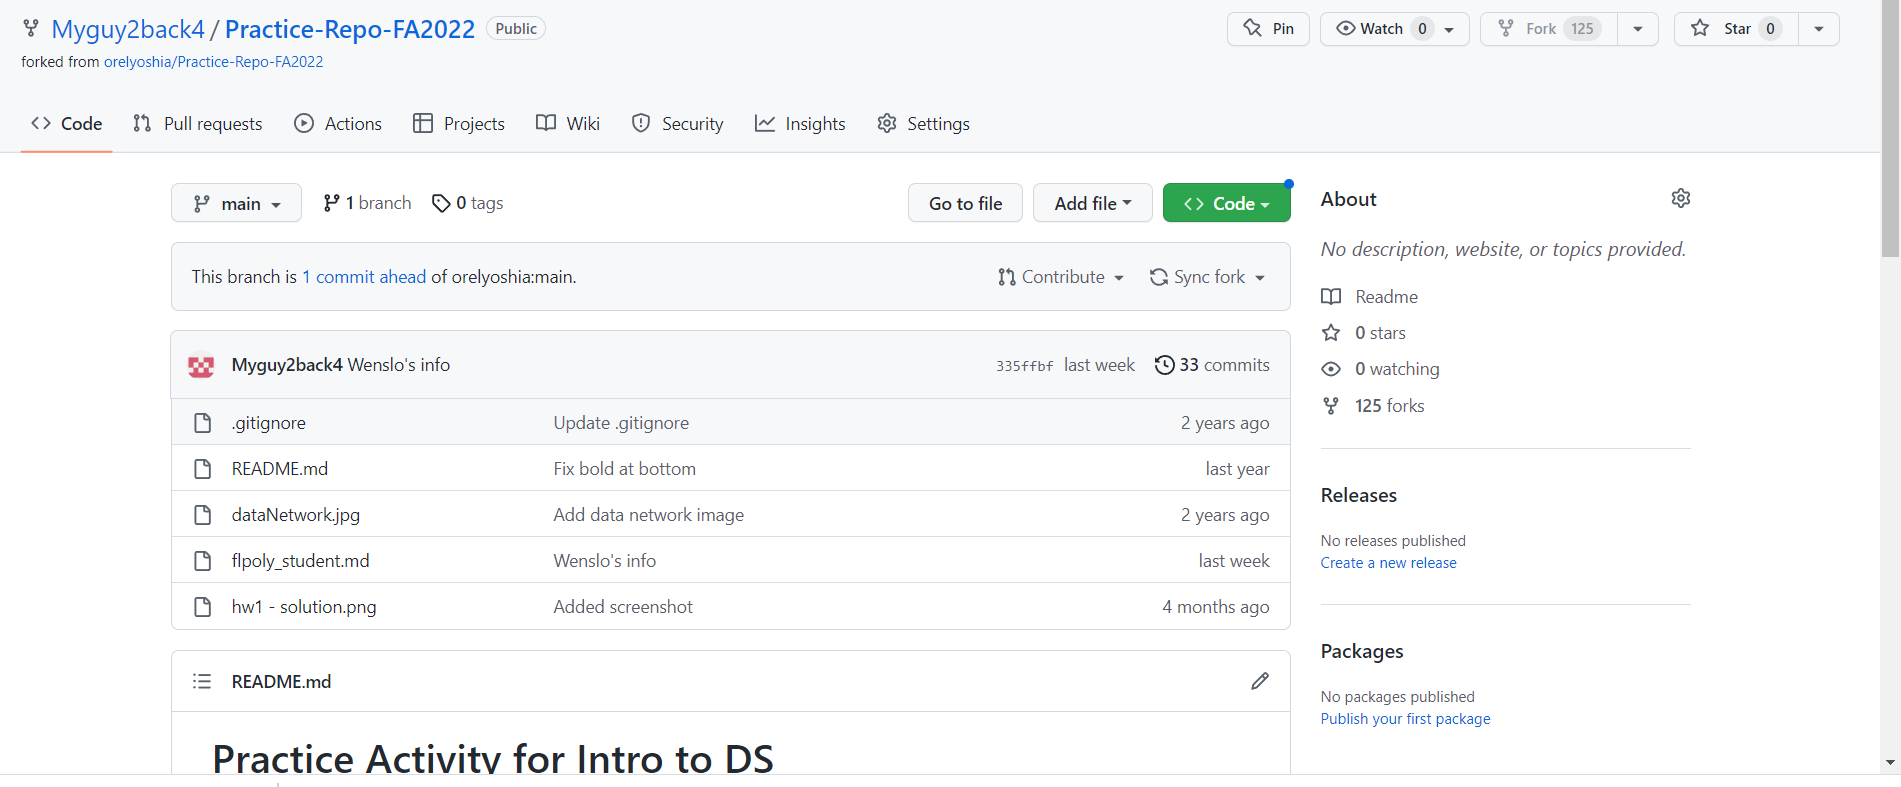 Myguy2back4 / Practice-Repo-FA2022 Public
Pin Watch 0 Fork 125 Star 0
forked from orelyoshia/Practice-Repo-FA2022
Code Pull requests Actions Projects Wiki Security Insights Settings
main 1 branch 0 tags Go to file Add file Code
This branch is 1 commit ahead of orelyoshia:main. Contribute Sync fork
Myguy2back4 Wenslo's info 335ffbf last week 33 commits
.gitignore Update .gitignore 2 years ago
README.md Fix bold at bottom last year
dataNetwork.jpg Add data network image 2 years ago
flpoly_student.md Wenslo's info last week
hw1 - solution.png Added screenshot 4 months ago
README.md
Practice Activity for Intro to DS
About
No description, website, or topics provided.
Readme
0 stars
0 watching
125 forks
Releases
No releases published
Create a new release
Packages
No packages published
Publish your first package